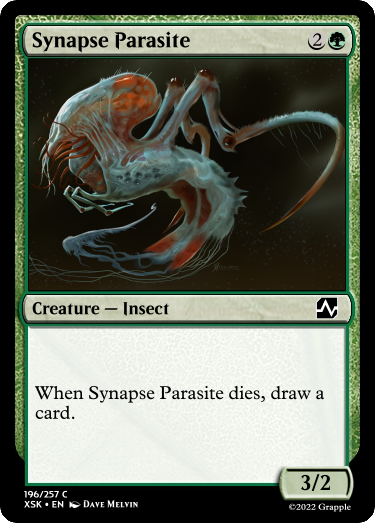 Synapse Parasite 2
Creature — Insect
When Synapse Parasite dies, draw a
card.
3/2
196/257 C
XSK • EN Dave Melvin
©2022 Grapple